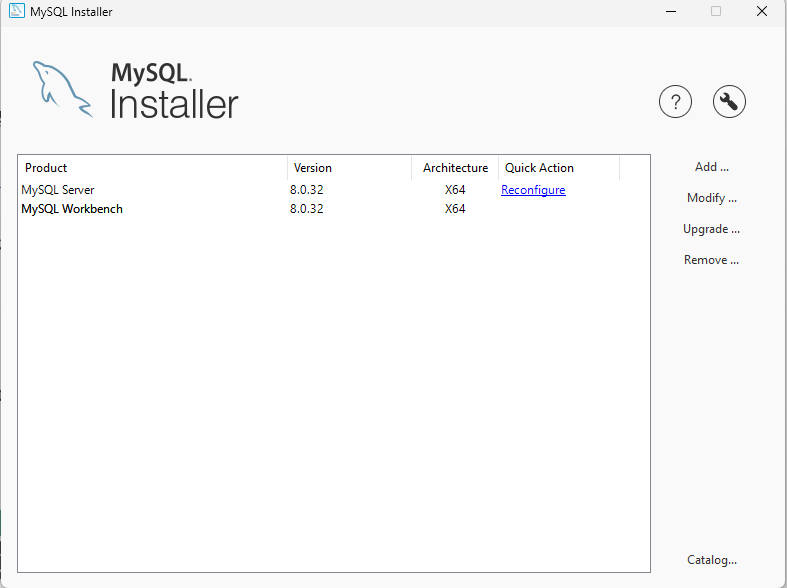 MySQL Installer
MySQL.
Installer
?
Product Version Architecture Quick Action
MySQL Server 8.0.32 X64 Reconfigure
MySQL Workbench 8.0.32 X64
Add ...
Modify ...
Upgrade ...
Remove ...
Catalog...